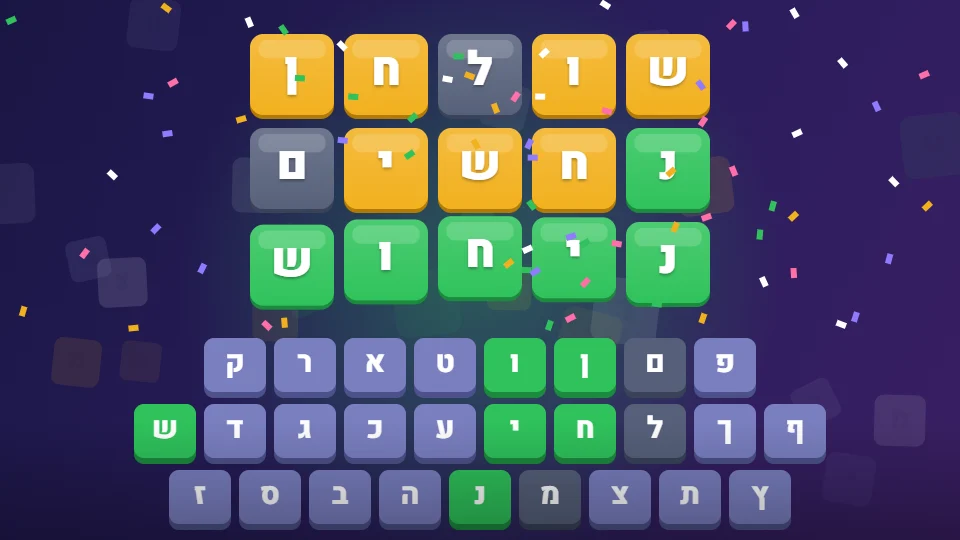 שולחן
נחשים
ניחוש
ק ר א ט ו ן ם פ
ש ד ג כ ע י ח ל ך ף
ז ס ב ה נ מ צ ת ץ